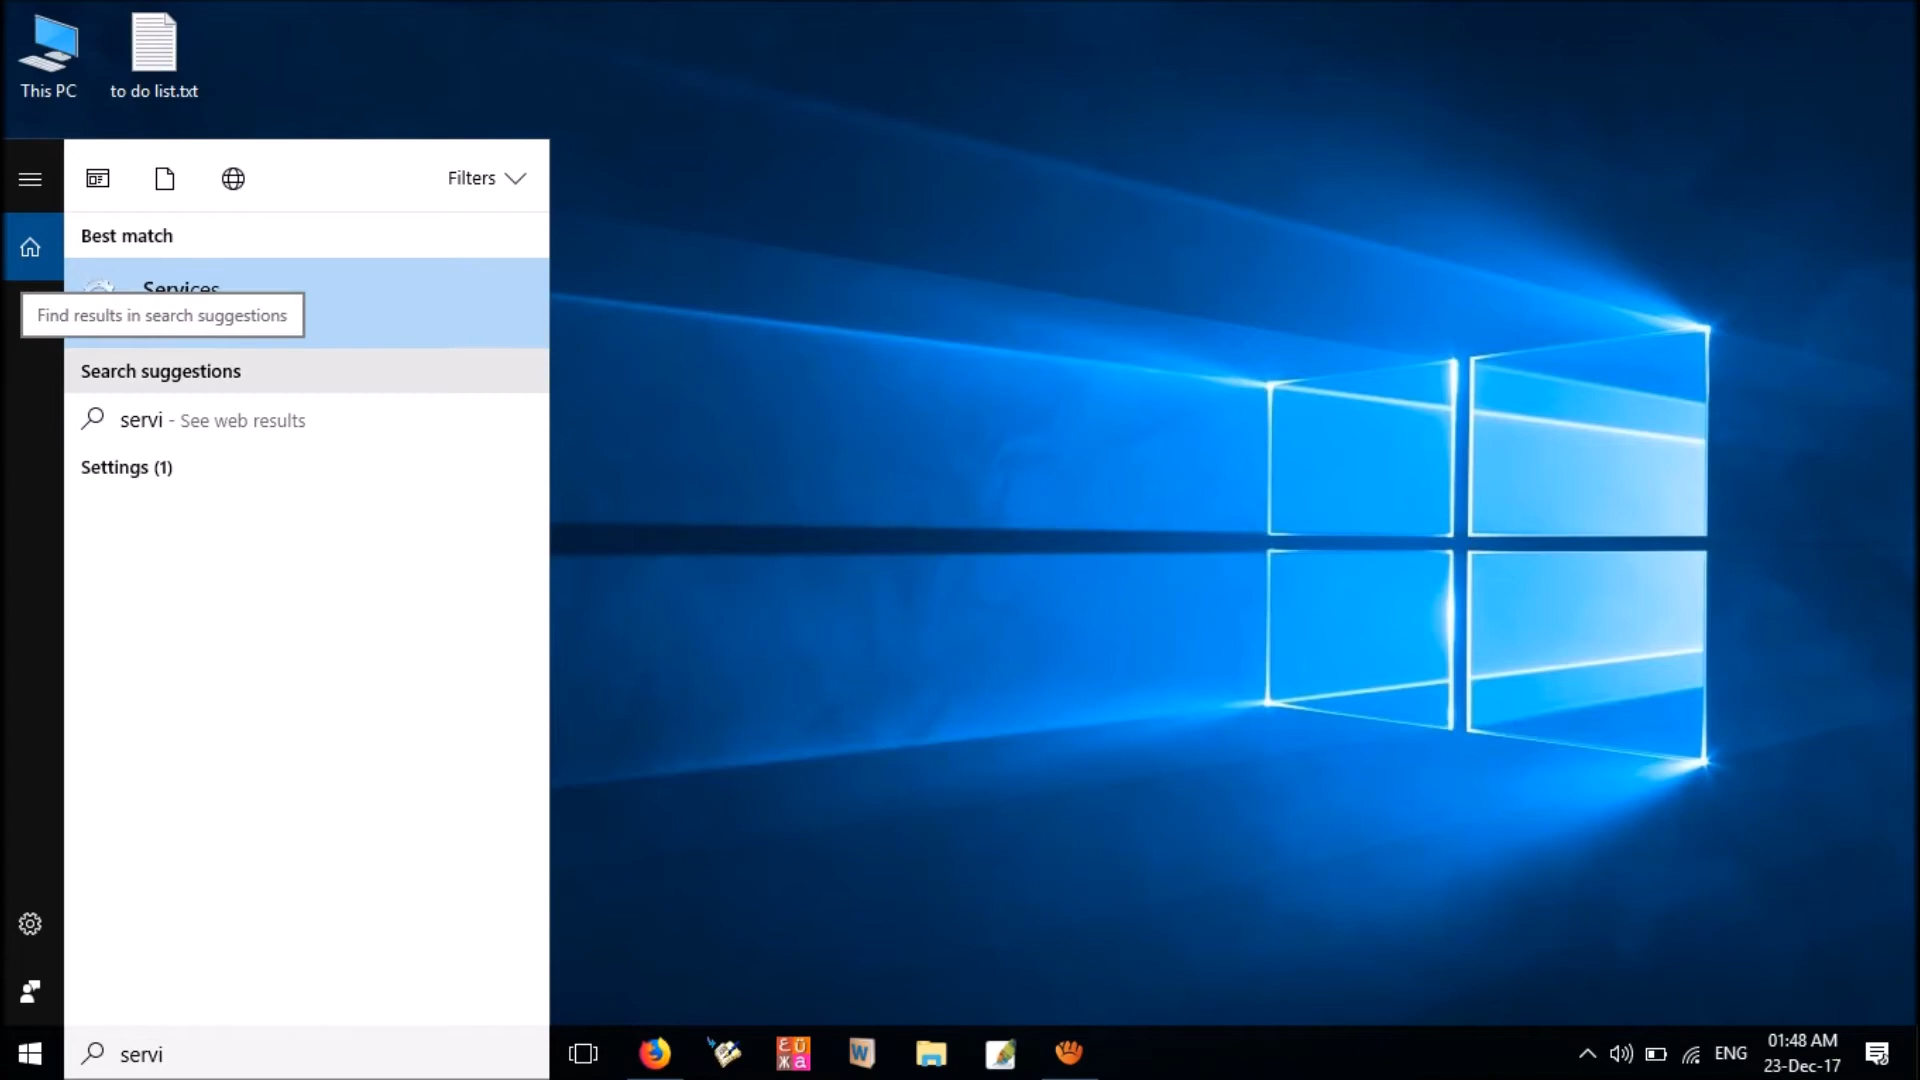 This PC
to do list.txt
Filters
Best match
Services
Find results in search suggestions
Search suggestions
servi - See web results
Settings (1)
servi
ENG
01:48 AM
23-Dec-17